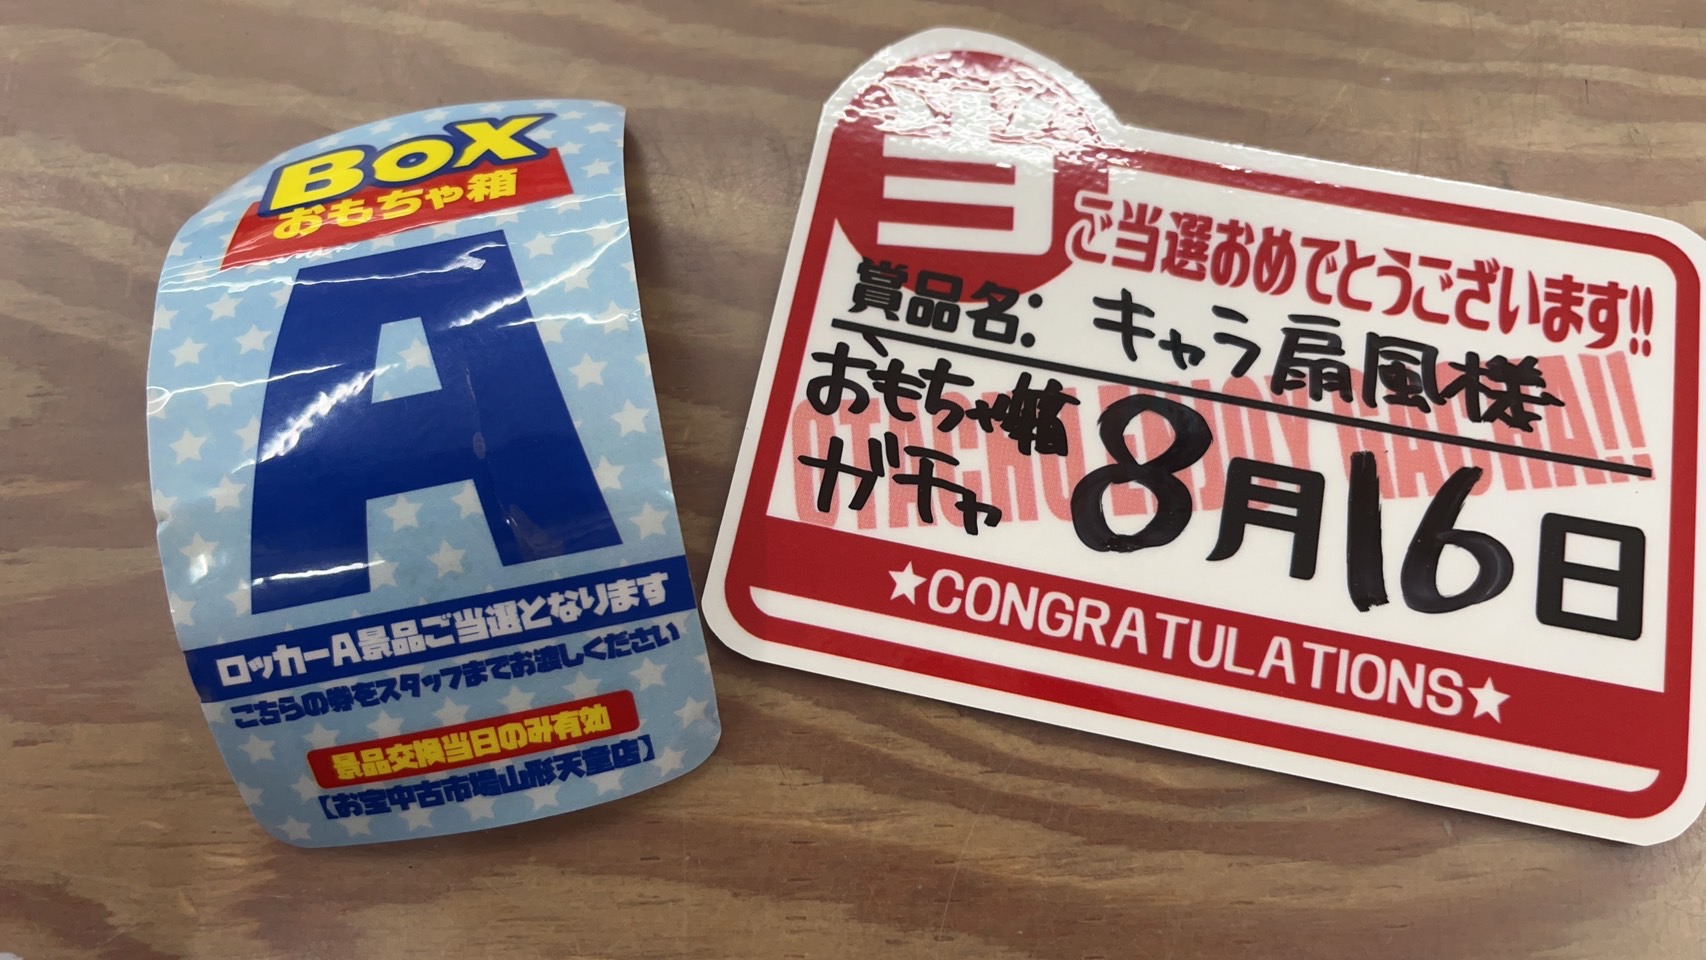 BOX
おもちゃ箱
A
ロッカーA景品ご当選となります
こちらの券をスタッフまでお渡しください
景品交換当日のみ有効
【お宝中古市場山形天童店】
当
ご当選おめでとうございます!!
賞品名: キャラ扇風様
おもちゃ箱
ガチャ
8月16日
★CONGRATULATIONS★